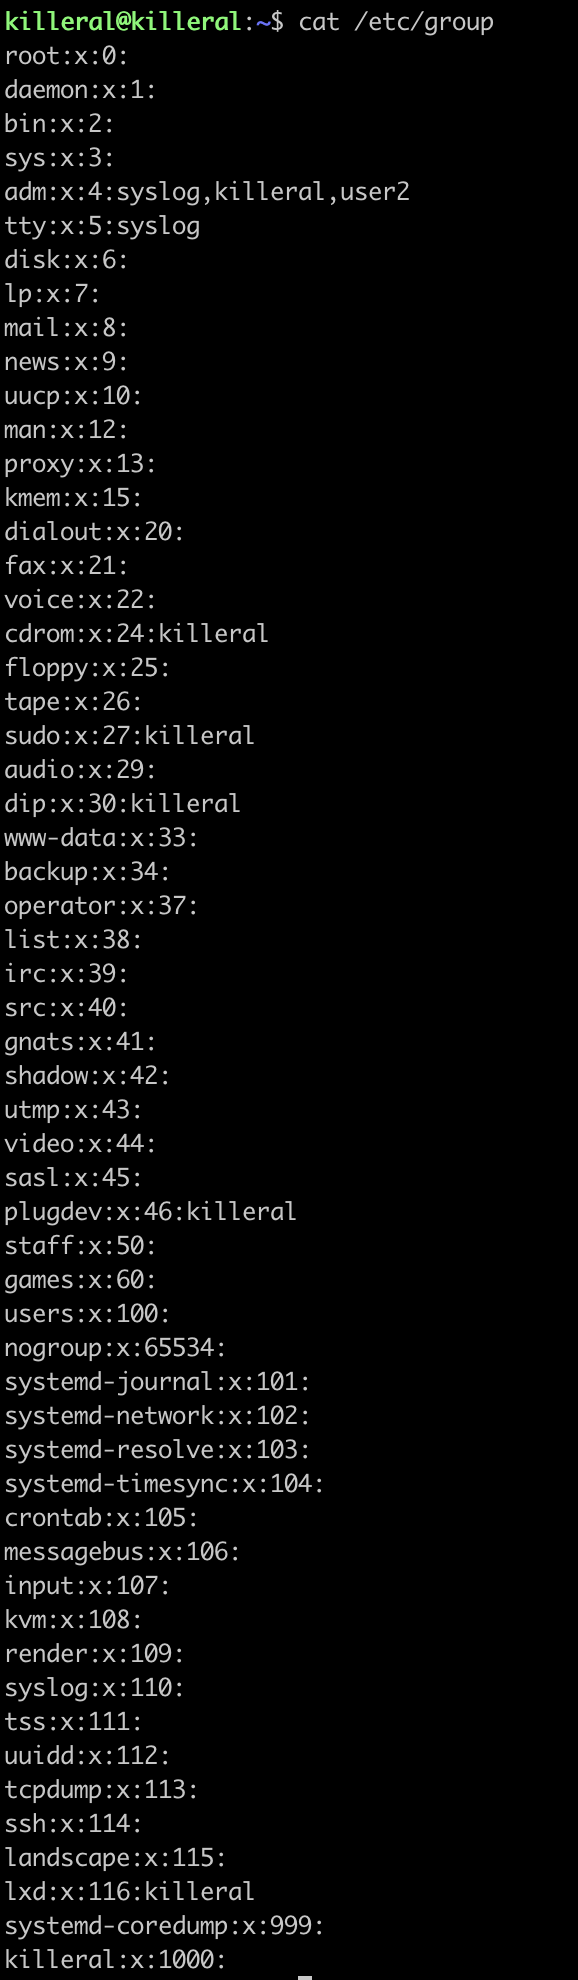 killeral@killeral:~$ cat /etc/group
root:x:0:
daemon:x:1:
bin:x:2:
sys:x:3:
adm:x:4:syslog,killeral,user2
tty:x:5:syslog
disk:x:6:
lp:x:7:
mail:x:8:
news:x:9:
uucp:x:10:
man:x:12:
proxy:x:13:
kmem:x:15:
dialout:x:20:
fax:x:21:
voice:x:22:
cdrom:x:24:killeral
floppy:x:25:
tape:x:26:
sudo:x:27:killeral
audio:x:29:
dip:x:30:killeral
www-data:x:33:
backup:x:34:
operator:x:37:
list:x:38:
irc:x:39:
src:x:40:
gnats:x:41:
shadow:x:42:
utmp:x:43:
video:x:44:
sasl:x:45:
plugdev:x:46:killeral
staff:x:50:
games:x:60:
users:x:100:
nogroup:x:65534:
systemd-journal:x:101:
systemd-network:x:102:
systemd-resolve:x:103:
systemd-timesync:x:104:
crontab:x:105:
messagebus:x:106:
input:x:107:
kvm:x:108:
render:x:109:
syslog:x:110:
tss:x:111:
uuidd:x:112:
tcpdump:x:113:
ssh:x:114:
landscape:x:115:
lxd:x:116:killeral
systemd-coredump:x:999:
killeral:x:1000: